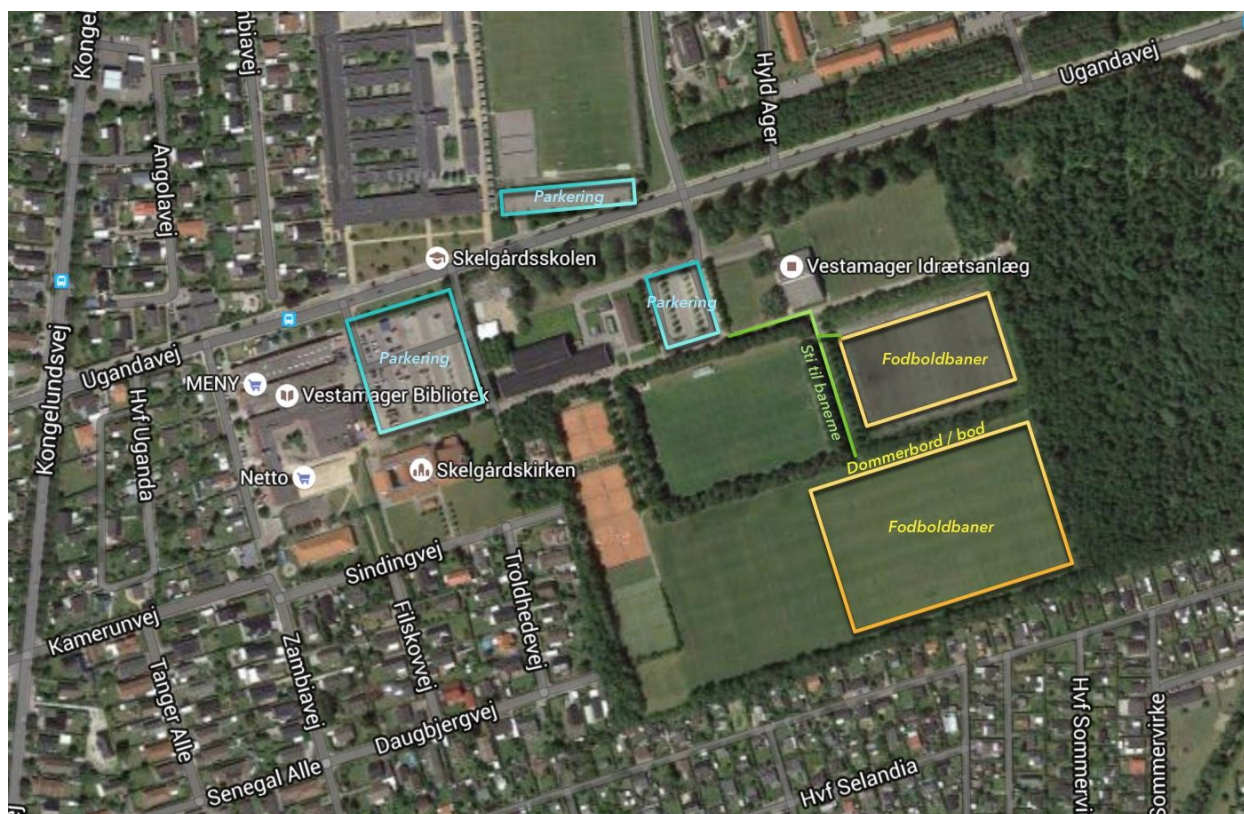 Kongel
mbiavej
Hyld Ager
Ugandavej
Angolavej
Parkering
Skelgårdsskolen
Vestamager Idrætsanlæg
Parkering
Kongelundsvej
Ugandavej
Parkering
Fodboldbaner
Sti til banerne
MENY
Vestamager Bibliotek
Hvf Uganda
Dommerbord / bod
Netto
Skelgårdskirken
Fodboldbaner
Sindingvej
Troldhedevej
Kamerunvej
Filskovvej
Zambiavej
Tanger Alle
Daugbjergvej
Senegal Alle
Hvf Selandia
Hvf Sommervi
Sommervirke